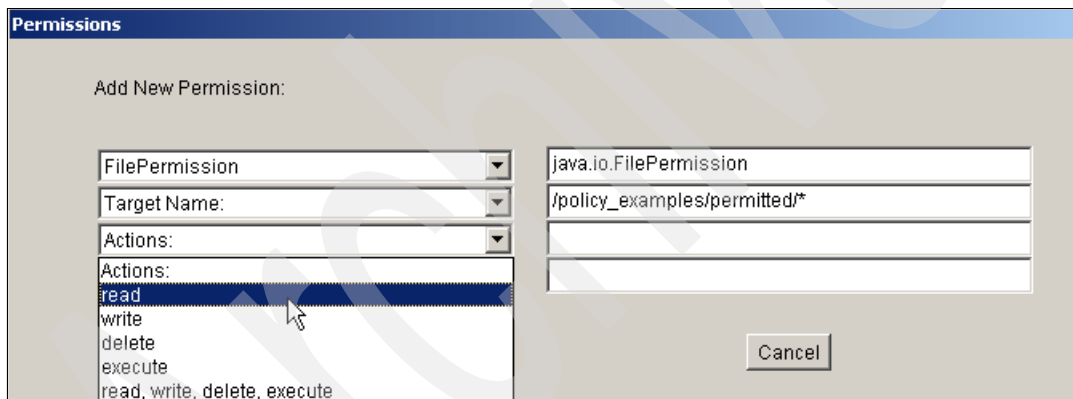 Permissions
Add New Permission:
FilePermission java.io.FilePermission
Target Name: /policy_examples/permitted/*
Actions:
Actions:
read
write
delete
execute
read, write, delete, execute
Cancel